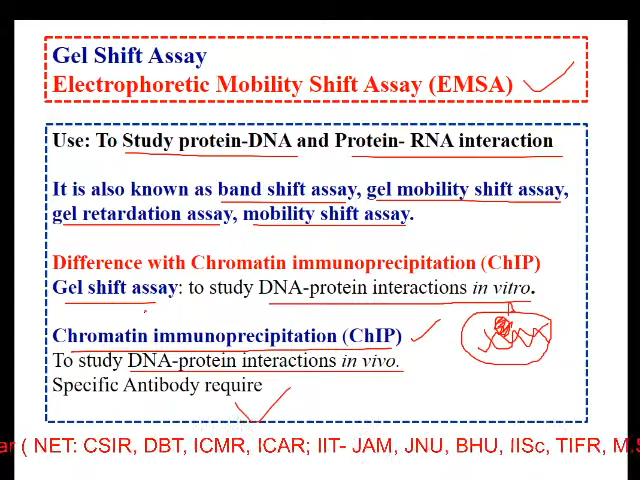 Gel Shift Assay
Electrophoretic Mobility Shift Assay (EMSA)
Use: To Study protein-DNA and Protein- RNA interaction
It is also known as band shift assay, gel mobility shift assay,
gel retardation assay, mobility shift assay.
Difference with Chromatin immunoprecipitation (ChIP)
Gel shift assay: to study DNA-protein interactions in vitro.
Chromatin immunoprecipitation (ChIP)
To study DNA-protein interactions in vivo.
Specific Antibody require
ar ( NET: CSIR, DBT, ICMR, ICAR; IIT- JAM, JNU, BHU, IISc, TIFR, M.S